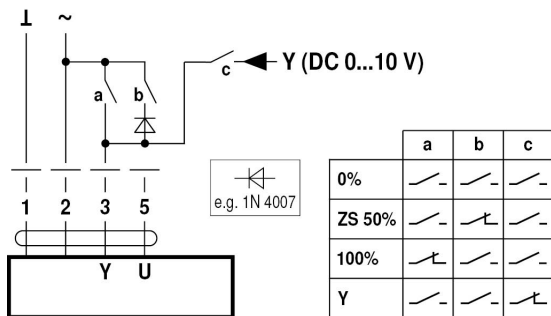 ⊥ ~
a b c Y (DC 0...10 V)
1 2 3 5
Y U
e.g. 1N 4007
a b c
0%
ZS 50%
100%
Y